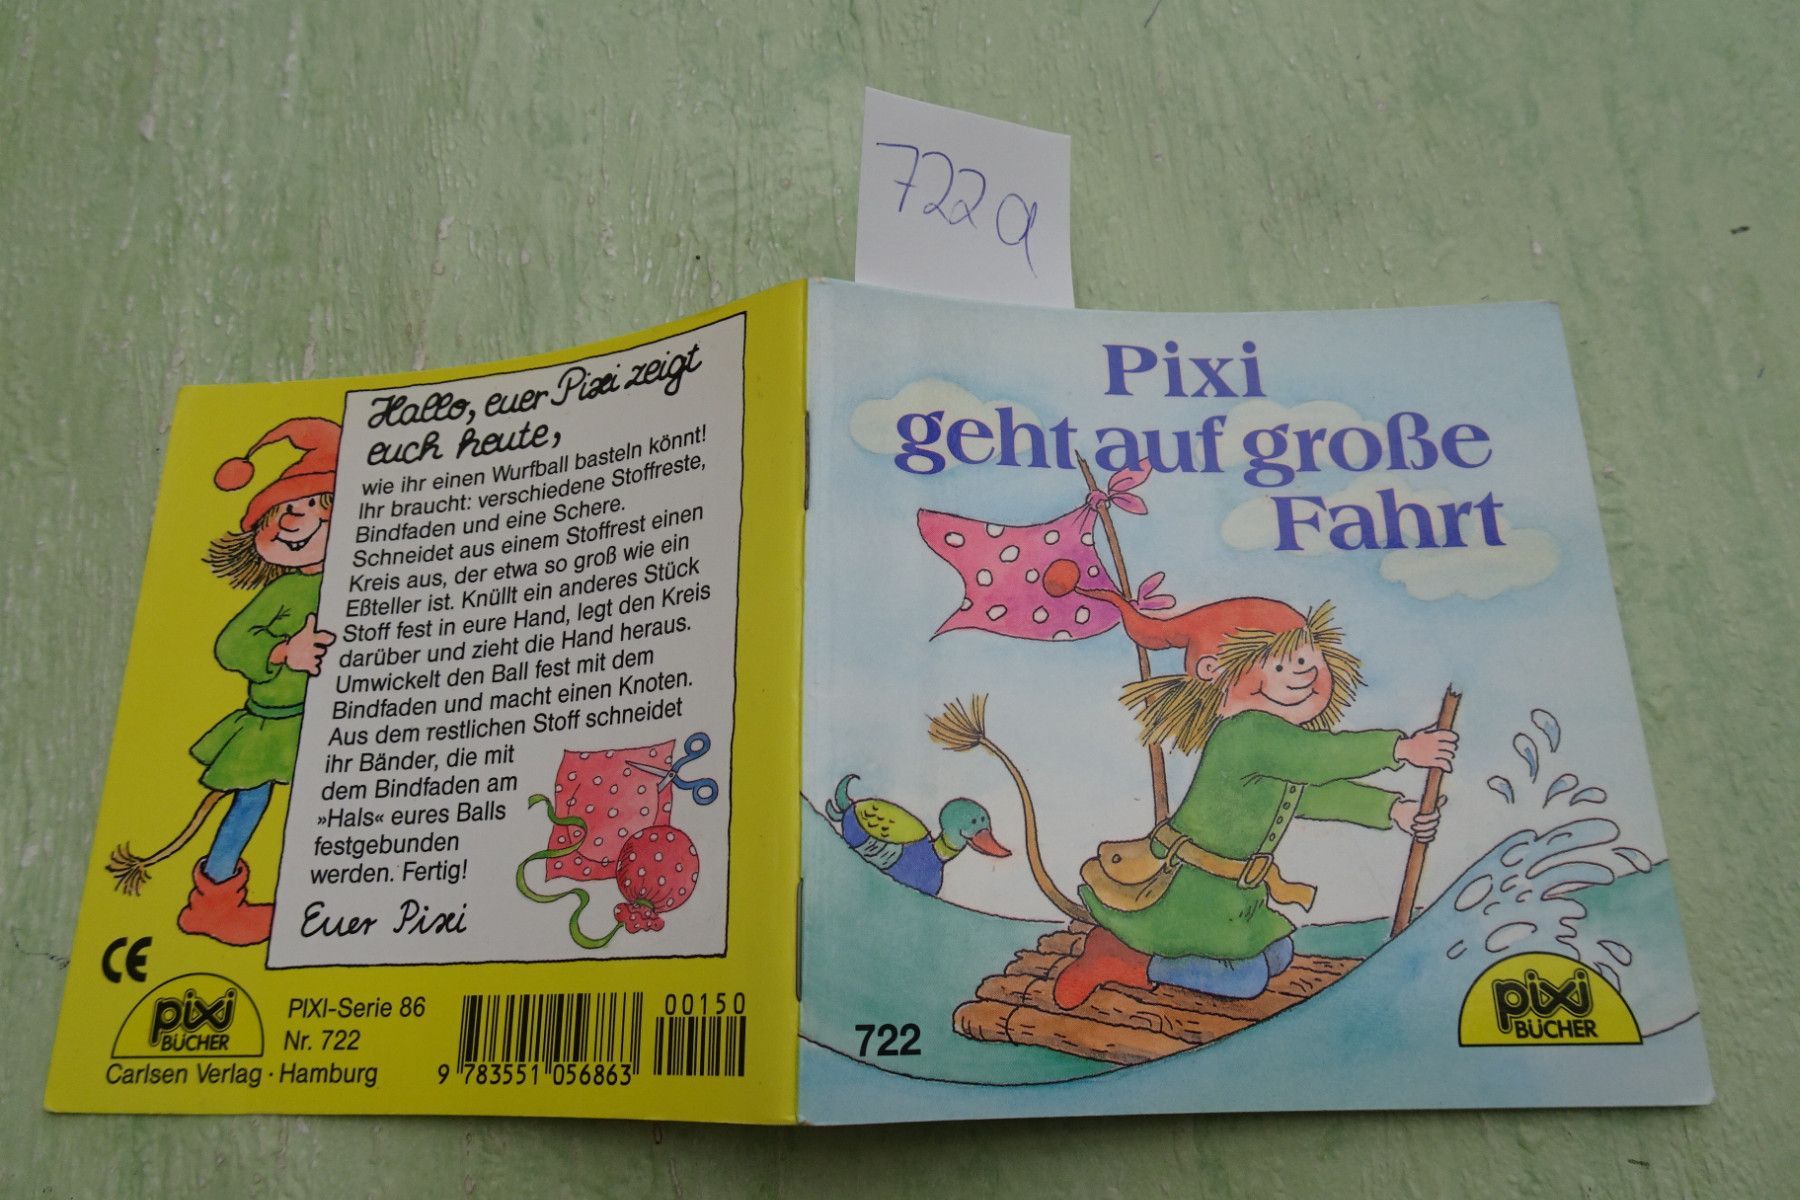 722 a
Hallo, euer Pixi zeigt
euch heute,
wie ihr einen Wurfball basteln könnt!
Ihr braucht: verschiedene Stoffreste,
Bindfaden und eine Schere.
Schneidet aus einem Stoffrest einen
Kreis aus, der etwa so groß wie ein
Eßteller ist. Knüllt ein anderes Stück
Stoff fest in eure Hand, legt den Kreis
darüber und zieht die Hand heraus.
Umwickelt den Ball fest mit dem
Bindfaden und macht einen Knoten.
Aus dem restlichen Stoff schneidet
ihr Bänder, die mit
dem Bindfaden am
»Hals« eures Balls
festgebunden
werden. Fertig!
Euer Pixi
CE
pixi
BÜCHER
PIXI-Serie 86
Nr. 722
Carlsen Verlag · Hamburg
00150
9 783551 056863
Pixi
geht auf große
Fahrt
722
pixi
BÜCHER